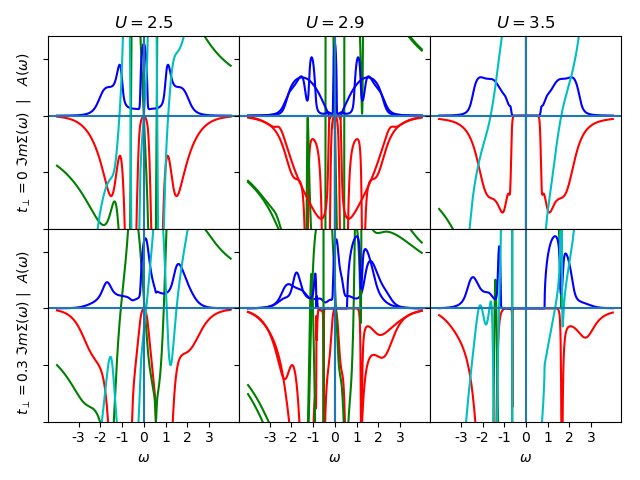 U = 2.5
U = 2.9
U = 3.5
t⊥ = 0 ℑmΣ(ω) | A(ω)
t⊥ = 0.3 ℑmΣ(ω) | A(ω)
-3 -2 -1 0 1 2 3
-3 -2 -1 0 1 2 3
-3 -2 -1 0 1 2 3
ω
ω
ω